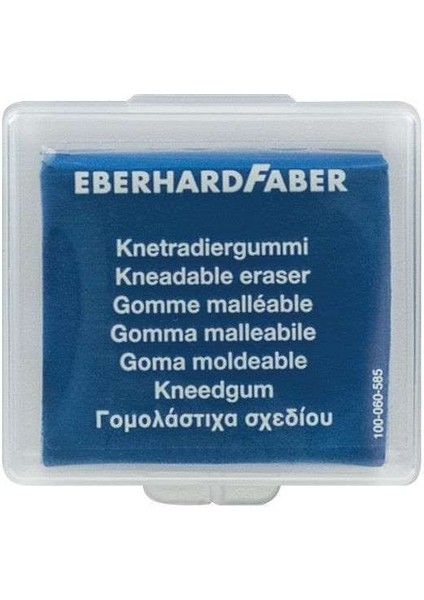 EBERHARDFABER
Knetradiergummi
Kneadable eraser
Gomme malléable
Gomma malleabile
Goma moldeable
Kneedgum
Γομολάστιχα σχεδίου
100-060-585